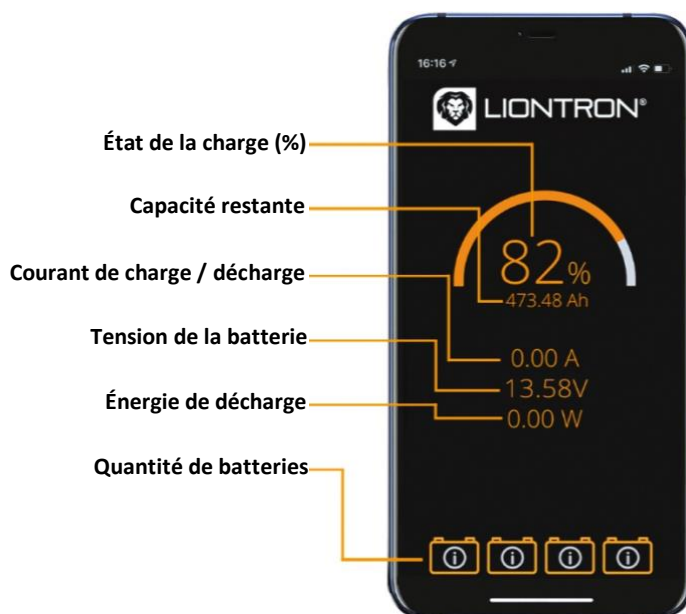 16:16
LIONTRON®
État de la charge (%)
Capacité restante
Courant de charge / décharge
Tension de la batterie
Énergie de décharge
Quantité de batteries
82%
473.48 Ah
0.00 A
13.58V
0.00 W